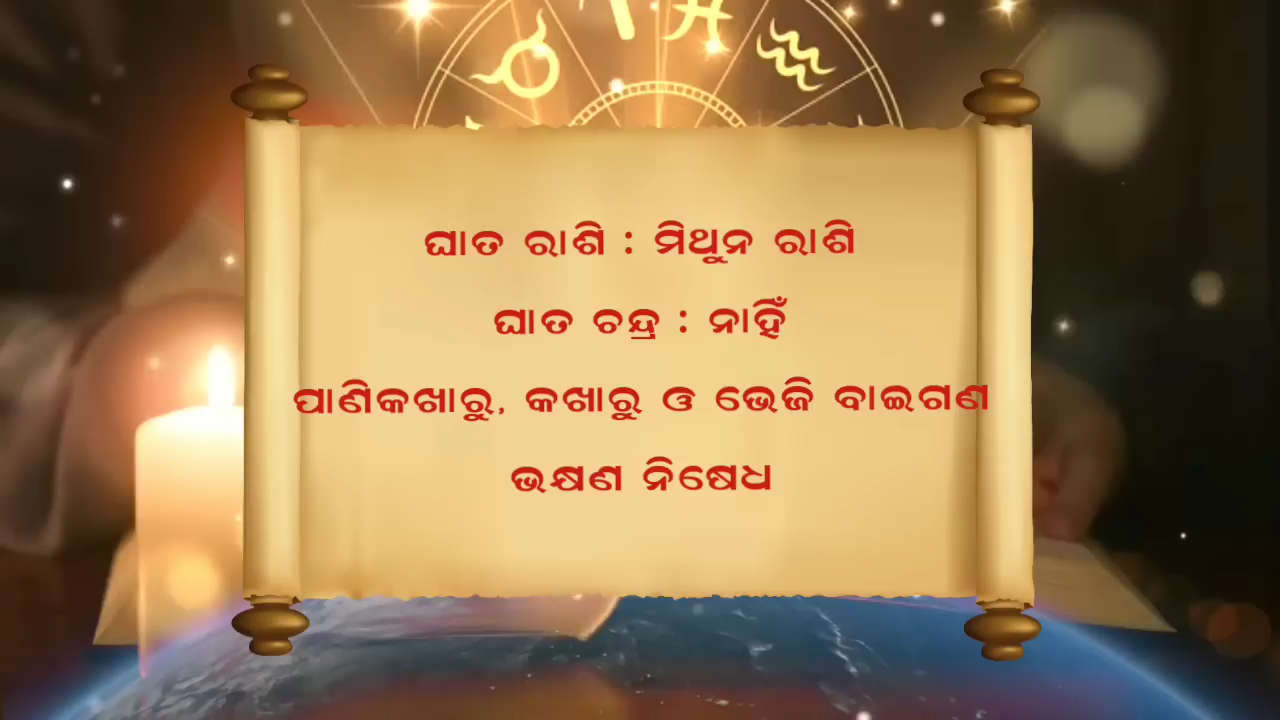 ଘାତ ରାଶି : ମିଥୁନ ରାଶି
ଘାତ ଚନ୍ଦ୍ର : ନାହିଁ
ପାଣିକଖାରୁ, କଖାରୁ ଓ ଭେଜି ବାଇଗଣ
ଭକ୍ଷଣ ନିଷେଧ